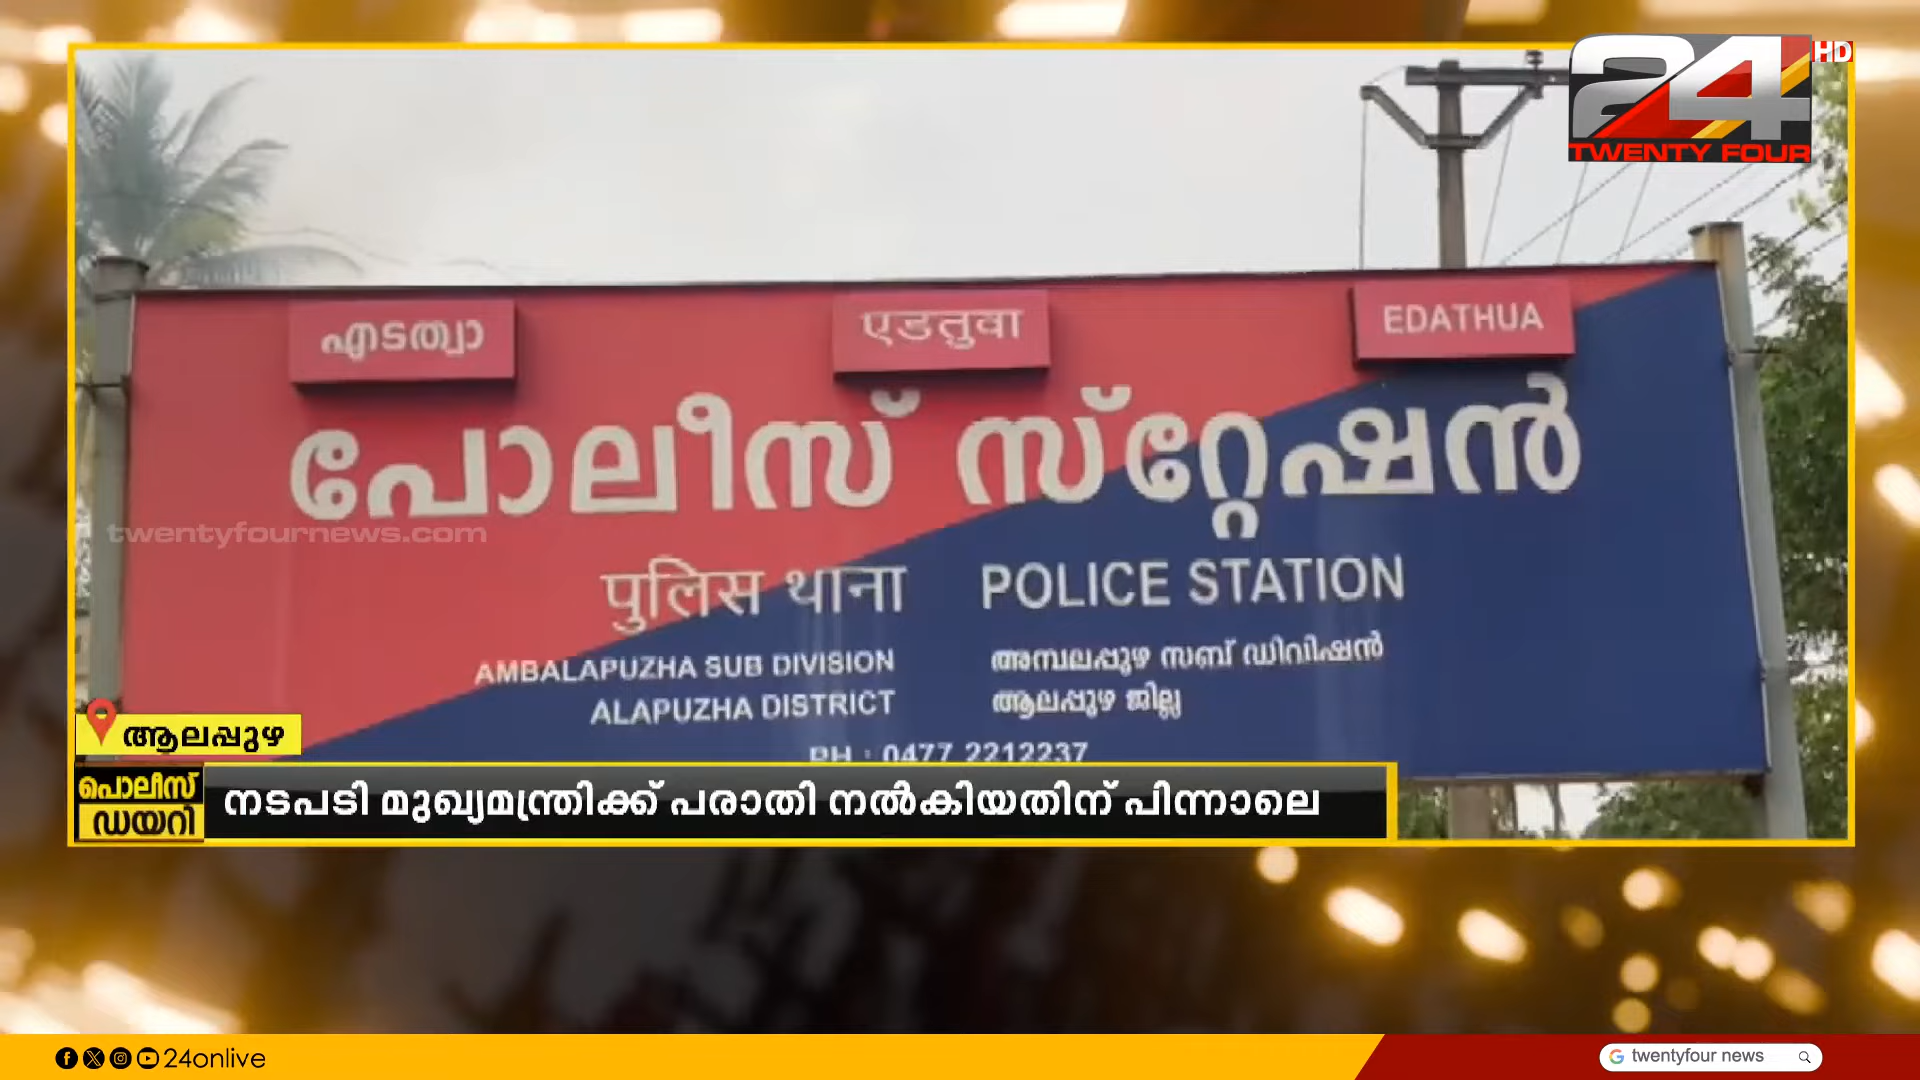 24 HD
TWENTY FOUR
എടത്വാ
एडतुवा
EDATHUA
പോലീസ് സ്റ്റേഷൻ
twentyfournews.com
पुलिस थाना
POLICE STATION
AMBALAPUZHA SUB DIVISION
അമ്പലപ്പുഴ സബ് ഡിവിഷൻ
ALAPUZHA DISTRICT
ആലപ്പുഴ ജില്ല
PH : 0477 2212237
ആലപ്പുഴ
പൊലീസ്
ഡയറി
നടപടി മുഖ്യമന്ത്രിക്ക് പരാതി നൽകിയതിന് പിന്നാലെ
24onlive
twentyfour news